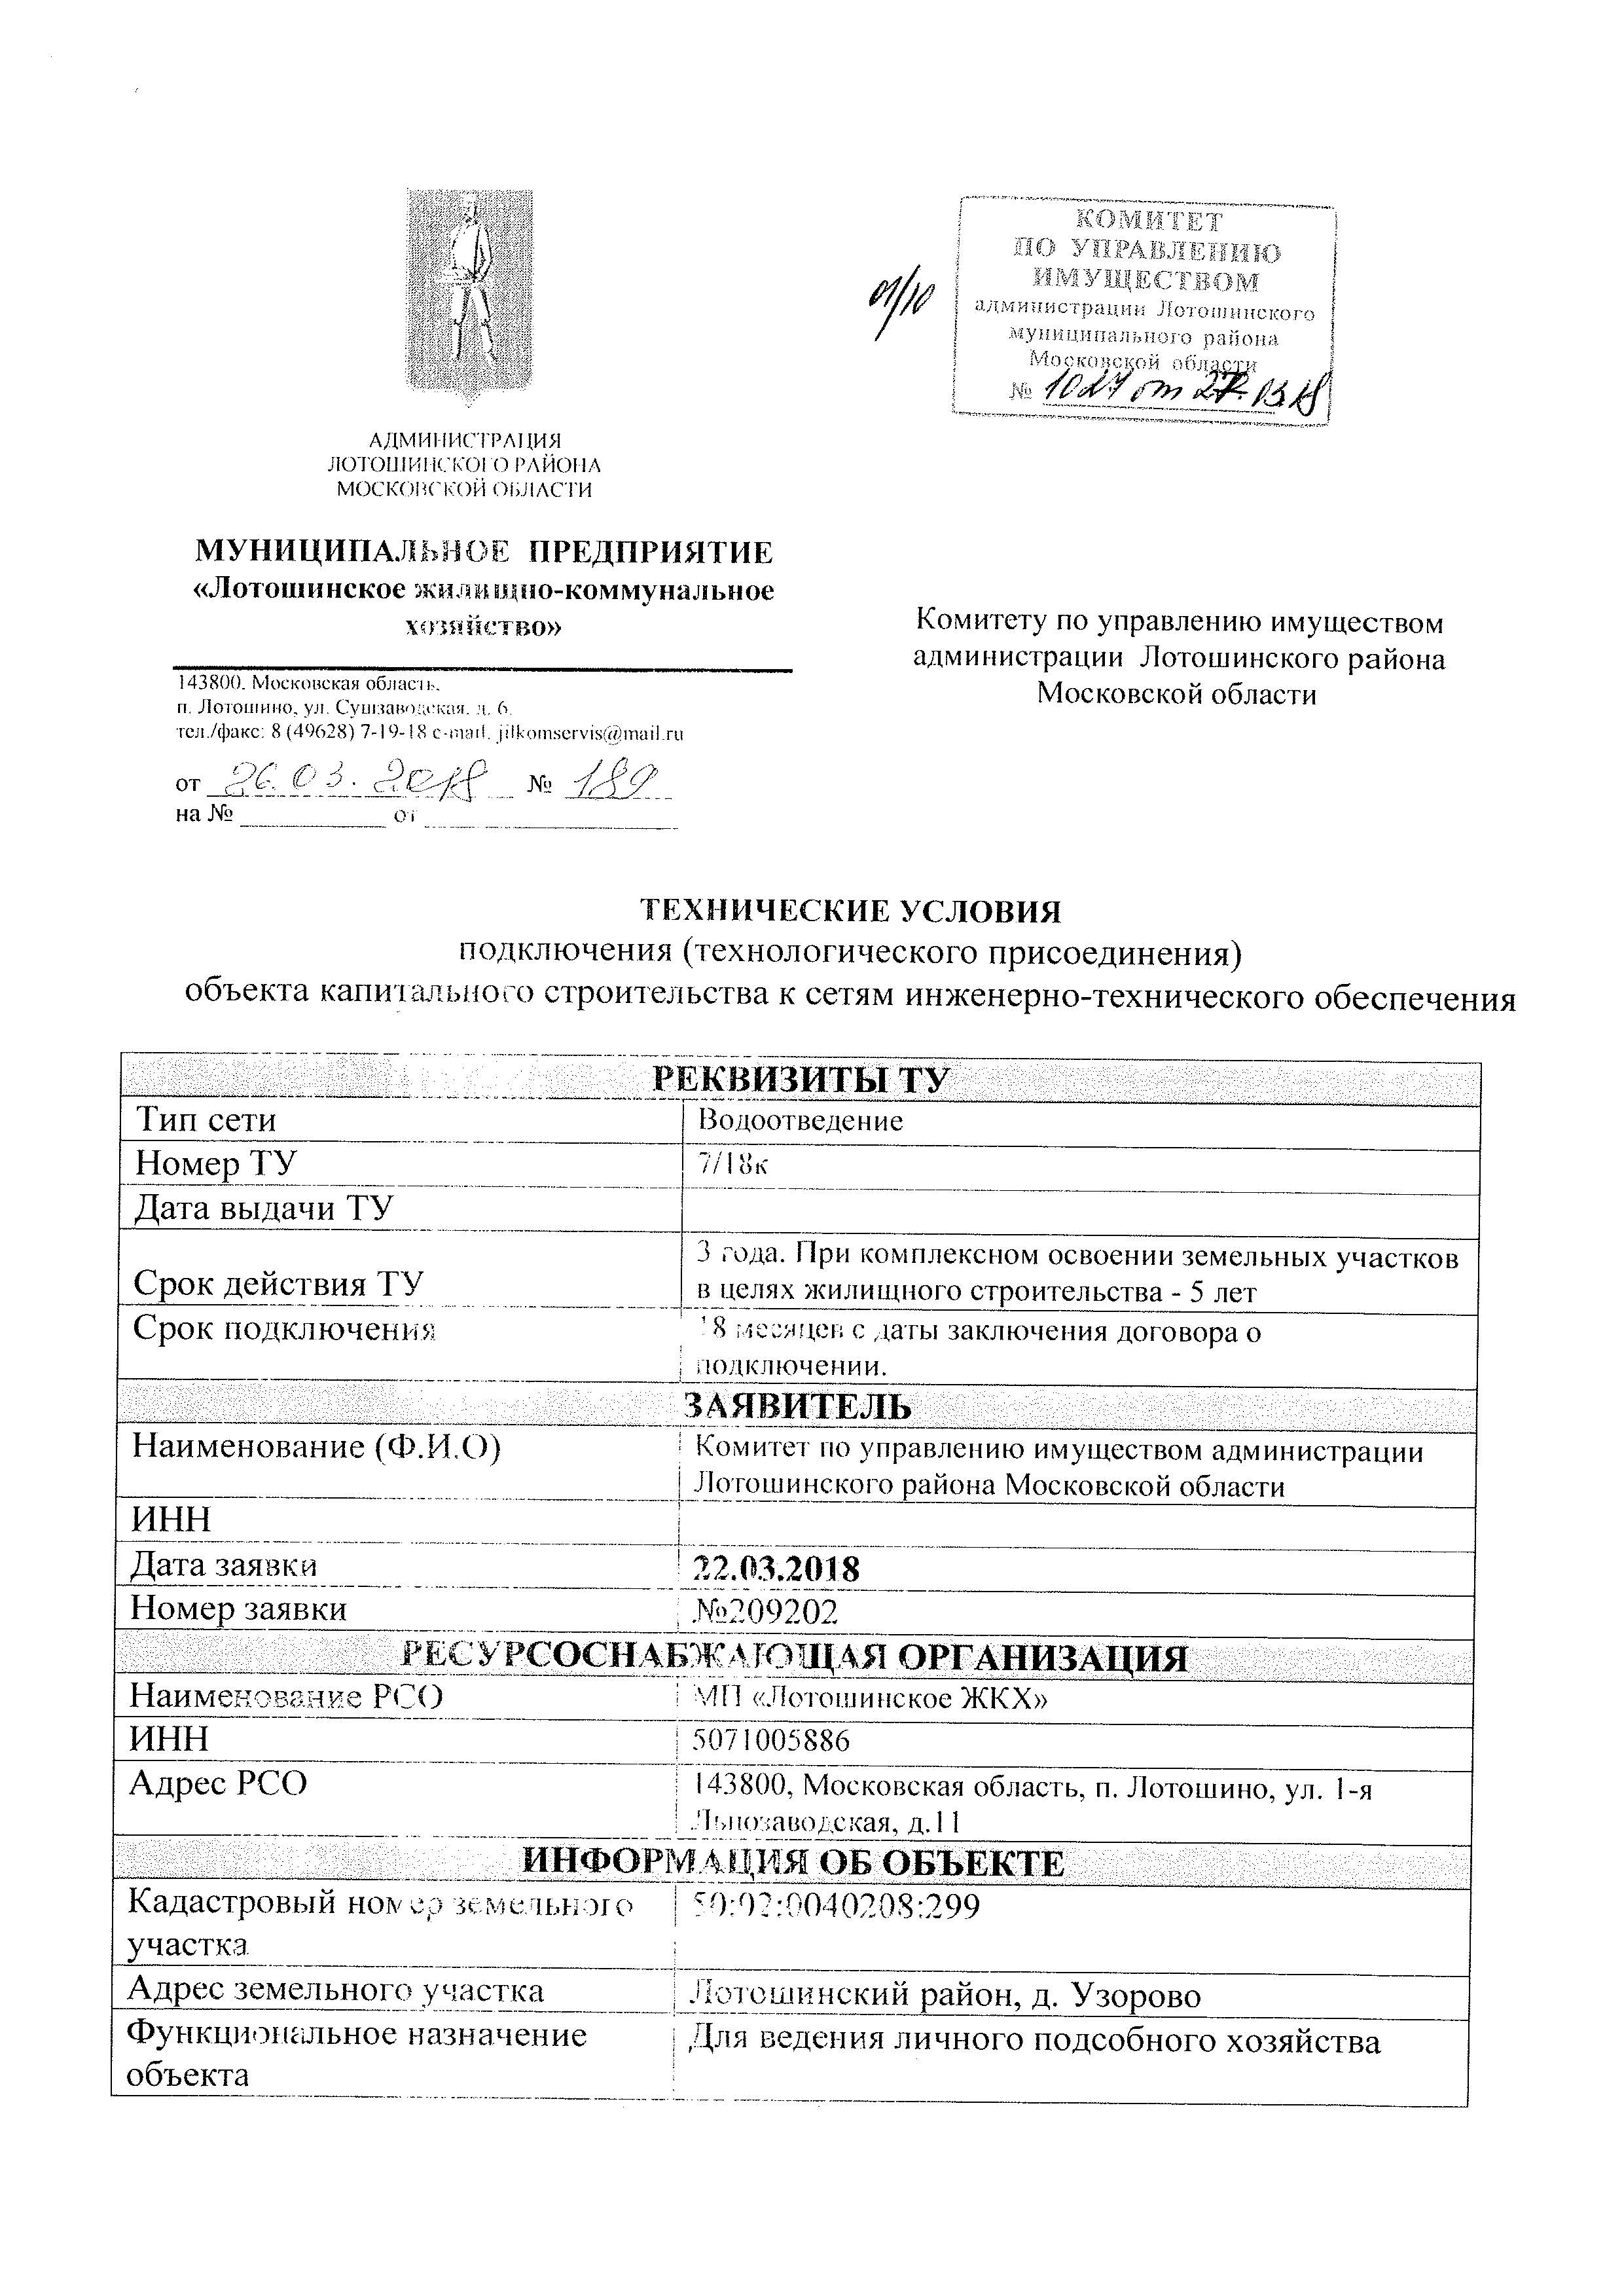 КОМИТЕТ
ПО УПРАВЛЕНИЮ
ИМУЩЕСТВОМ
администрации Лотошинского
муниципального района
Московской области
№ 1027 от 27.03.18
01/10
АДМИНИСТРАЦИЯ
ЛОТОШИНСКОГО РАЙОНА
МОСКОВСКОЙ ОБЛАСТИ
МУНИЦИПАЛЬНОЕ ПРЕДПРИЯТИЕ
«Лотошинское жилищно-коммунальное
хозяйство»
143800. Московская область.
п. Лотошино, ул. Сушзаводская. д. 6.
тел./факс: 8 (49628) 7-19-18 e-mail. jilkomservis@mail.ru
от 26.03.2018 № 189
на № от
Комитету по управлению имуществом
администрации Лотошинского района
Московской области
ТЕХНИЧЕСКИЕ УСЛОВИЯ
подключения (технологического присоединения)
объекта капитального строительства к сетям инженерно-технического обеспечения
РЕКВИЗИТЫ ТУ
Тип сети Водоотведение
Номер ТУ 7/18к
Дата выдачи ТУ
Срок действия ТУ 3 года. При комплексном освоении земельных участков
в целях жилищного строительства - 5 лет
Срок подключения 18 месяцев с даты заключения договора о
подключении.
ЗАЯВИТЕЛЬ
Наименование (Ф.И.О) Комитет по управлению имуществом администрации
Лотошинского района Московской области
ИНН
Дата заявки 22.03.2018
Номер заявки №209202
РЕСУРСОСНАБЖАЮЩАЯ ОРГАНИЗАЦИЯ
Наименование РСО МП «Лотошинское ЖКХ»
ИНН 5071005886
Адрес РСО 143800, Московская область, п. Лотошино, ул. 1-я
Льнозаводская, д.11
ИНФОРМАЦИЯ ОБ ОБЪЕКТЕ
Кадастровый номер земельного 50:02:0040208:299
участка
Адрес земельного участка Лотошинский район, д. Узорово
Функциональное назначение Для ведения личного подсобного хозяйства
объекта